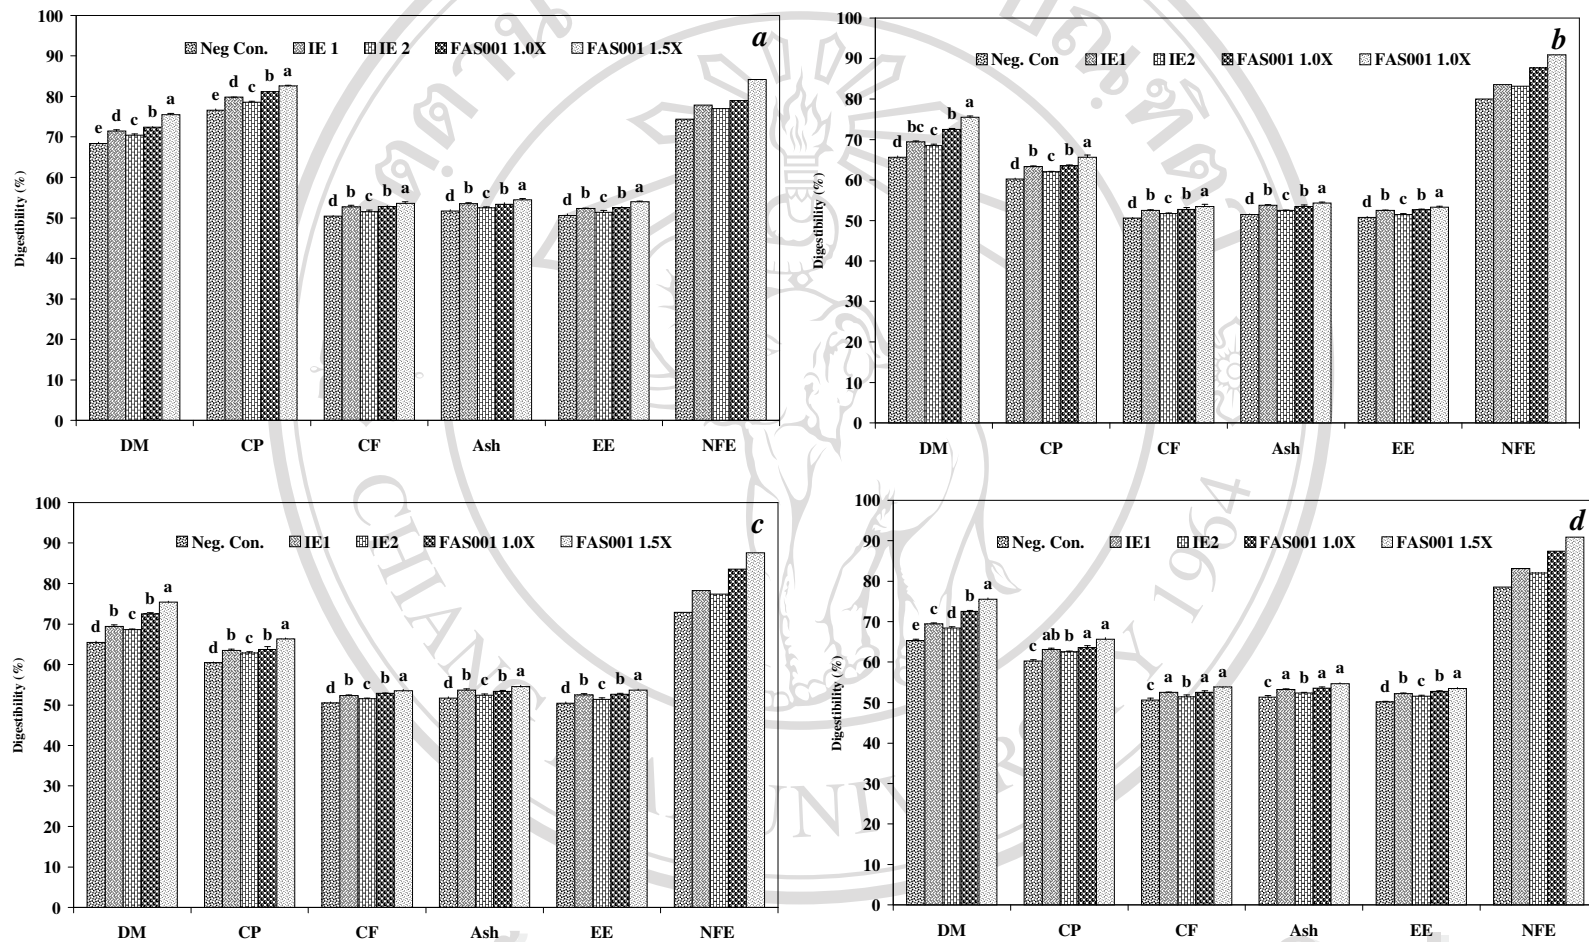 100
90
80
70
60
50
40
30
20
10
0
Digestibility (%)
Neg Con. IE 1 IE 2 FAS001 1.0X FAS001 1.5X
a
e d c b a
e d c b a
d b c b a
d b c b a
d b c b a
DM CP CF Ash EE NFE
100
90
80
70
60
50
40
30
20
10
0
Digestibility (%)
Neg. Con IE1 IE2 FAS001 1.0X FAS001 1.0X
b
d bc c b a
d b c b a
d b c b a
d b c b a
d b c b a
DM CP CF Ash EE NFE
100
90
80
70
60
50
40
30
20
10
0
Digestibility (%)
Neg. Con. IE1 IE2 FAS001 1.0X FAS001 1.5X
c
d b c b a
d b c b a
d b c b a
d b c b a
d b c b a
DM CP CF Ash EE NFE
100
90
80
70
60
50
40
30
20
10
0
Digestibility (%)
Neg. Con. IE1 IE2 FAS001 1.0X FAS001 1.5X
d
e c d b a
c ab b a a
c a b a a
c a b a a
d b c b a
DM CP CF Ash EE NFE
CHIANG MAI UNIVERSITY 1964